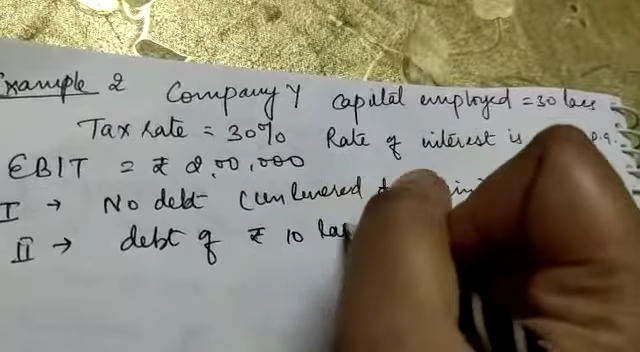 Example 2 Company Y capital employed = 30 lacs
Tax rate = 30% Rate of interest is p.a.
EBIT = ₹ 2,00,000
I → No debt (unlevered
II → debt of ₹ 10